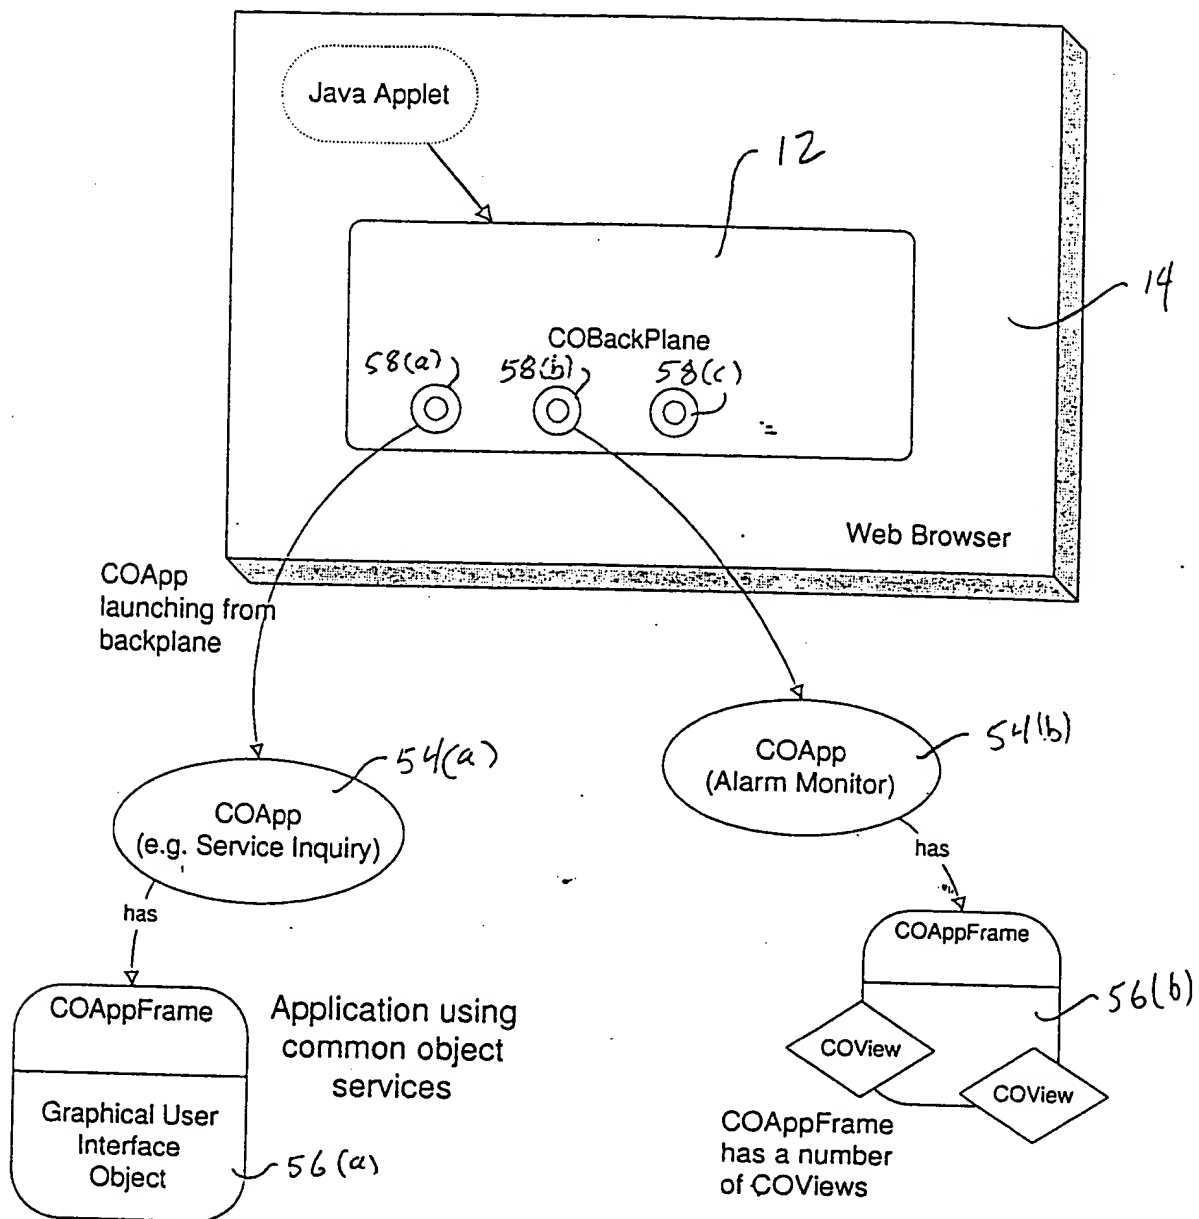 Java Applet
12
14
COBackPlane
58(a)
58(b)
58(c)
Web Browser
COApp
launching from
backplane
54(a)
COApp
(e.g. Service Inquiry)
54(b)
COApp
(Alarm Monitor)
has
has
COAppFrame
Graphical User
Interface
Object
56(a)
Application using
common object
services
COAppFrame
56(b)
COView
COView
COAppFrame
has a number
of COViews